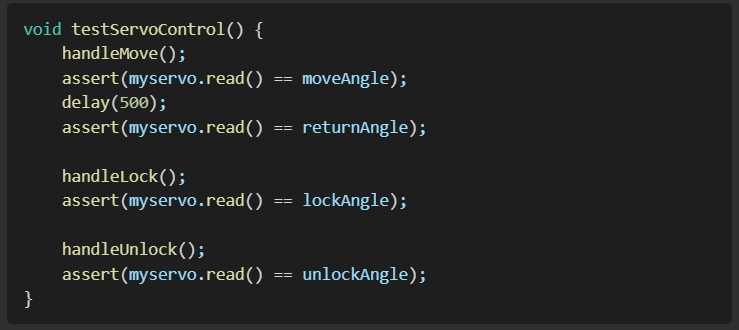 void testServoControl() {
    handleMove();
    assert(myservo.read() == moveAngle);
    delay(500);
    assert(myservo.read() == returnAngle);

    handleLock();
    assert(myservo.read() == lockAngle);

    handleUnlock();
    assert(myservo.read() == unlockAngle);
}